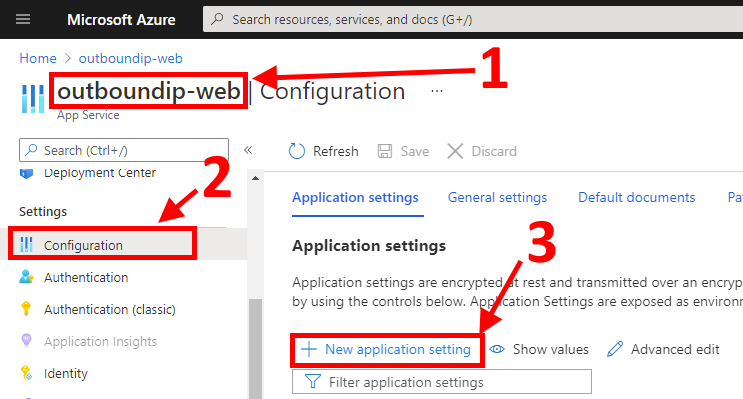 Microsoft Azure
Search resources, services, and docs (G+/)
Home > outboundip-web
1
outboundip-web | Configuration ...
App Service
Search (Ctrl+/)
«
Refresh
Save
Discard
Deployment Center
2
Application settings
General settings
Default documents
Pa
Settings
Configuration
Authentication
Authentication (classic)
Application Insights
Identity
Application settings
3
Application settings are encrypted at rest and transmitted over an encryp
by using the controls below. Application Settings are exposed as environ
+ New application setting
Show values
Advanced edit
Filter application settings